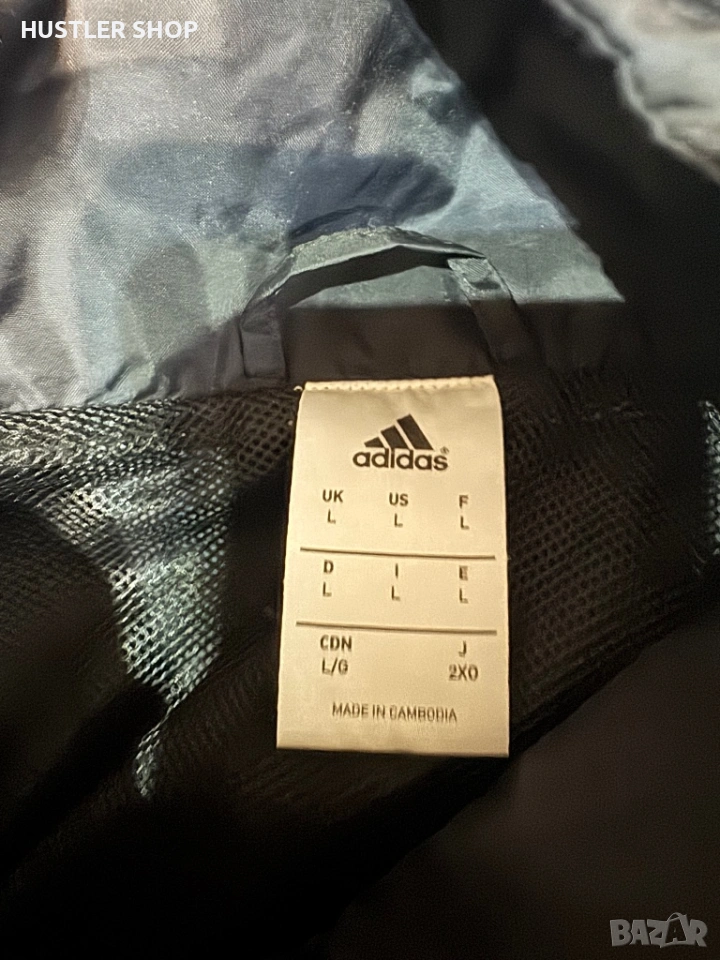 HUSTLER SHOP
adidas®
UK US F
L L L
D I E
L L L
CDN J
L/G 2XO
MADE IN CAMBODIA
BAZAR